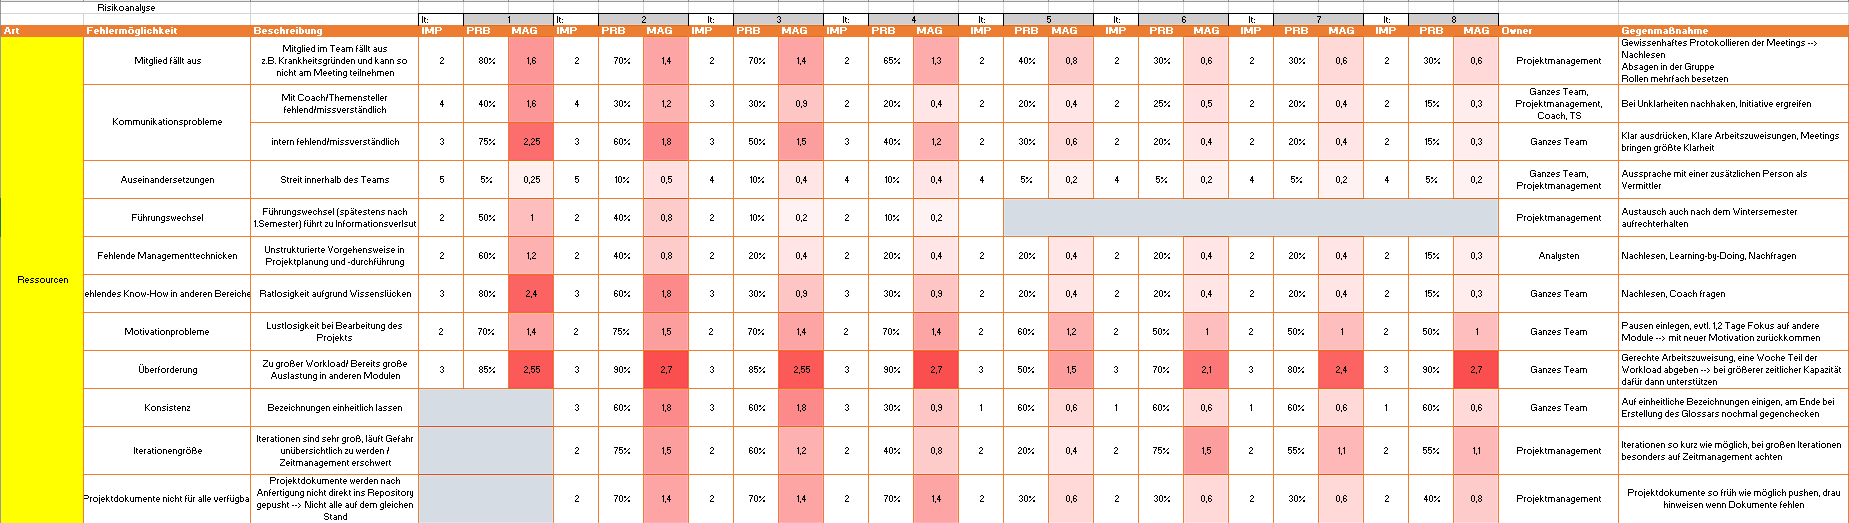 Risikoanalyse
It: 1 It: 2 It: 3 It: 4 It: 5 It: 6 It: 7 It: 8
Art Fehlermöglichkeit Beschreibung IMP PRB MAG IMP PRB MAG IMP PRB MAG IMP PRB MAG IMP PRB MAG IMP PRB MAG IMP PRB MAG IMP PRB MAG Owner Gegenmaßnahme
Ressourcen
Mitglied fällt aus
Mitglied im Team fällt aus
z.B. Krankheitsgründen und kann so
nicht am Meeting teilnehmen
2 80% 1,6 2 70% 1,4 2 70% 1,4 2 65% 1,3 2 40% 0,8 2 30% 0,6 2 30% 0,6 2 30% 0,6
Projektmanagement
Gewissenhaftes Protokollieren der Meetings -->
Nachlesen
Absagen in der Gruppe
Rollen mehrfach besetzen
Kommunikationsprobleme
Mit Coach/Themensteller
fehlend/missverständlich
4 40% 1,6 4 30% 1,2 3 30% 0,9 2 20% 0,4 2 20% 0,4 2 25% 0,5 2 20% 0,4 2 15% 0,3
Ganzes Team,
Projektmanagement,
Coach, TS
Bei Unklarheiten nachhaken, Initiative ergreifen
intern fehlend/missverständlich
3 75% 2,25 3 60% 1,8 3 50% 1,5 3 40% 1,2 2 30% 0,6 2 20% 0,4 2 20% 0,4 2 15% 0,3
Ganzes Team
Klar ausdrücken, Klare Arbeitszuweisungen, Meetings
bringen größte Klarheit
Auseinandersetzungen
Streit innerhalb des Teams
5 5% 0,25 5 10% 0,5 4 10% 0,4 4 10% 0,4 4 5% 0,2 4 5% 0,2 4 5% 0,2 4 5% 0,2
Ganzes Team,
Projektmanagement
Aussprache mit einer zusätzlichen Person als
Vermittler
Führungswechsel
Führungswechsel (spätestens nach
1.Semester) führt zu Informationsverlsut
2 50% 1 2 40% 0,8 2 10% 0,2 2 10% 0,2
Projektmanagement
Austausch auch nach dem Wintersemester
aufrechterhalten
Fehlende Managementtechnicken
Unstrukturierte Vorgehensweise in
Projektplanung und -durchführung
2 60% 1,2 2 40% 0,8 2 20% 0,4 2 20% 0,4 2 20% 0,4 2 20% 0,4 2 20% 0,4 2 15% 0,3
Analysten
Nachlesen, Learning-by-Doing, Nachfragen
ehlendes Know-How in anderen Bereiche
Ratlosigkeit aufgrund Wissenslücken
3 80% 2,4 3 60% 1,8 3 30% 0,9 3 30% 0,9 2 20% 0,4 2 20% 0,4 2 20% 0,4 2 15% 0,3
Ganzes Team
Nachlesen, Coach fragen
Motivationprobleme
Lustlosigkeit bei Bearbeitung des
Projekts
2 70% 1,4 2 75% 1,5 2 70% 1,4 2 70% 1,4 2 60% 1,2 2 50% 1 2 50% 1 2 50% 1
Ganzes Team
Pausen einlegen, evtl. 1,2 Tage Fokus auf andere
Module --> mit neuer Motivation zurückkommen
Überforderung
Zu großer Workload/ Bereits große
Auslastung in anderen Modulen
3 85% 2,55 3 90% 2,7 3 85% 2,55 3 90% 2,7 3 50% 1,5 3 70% 2,1 3 80% 2,4 3 90% 2,7
Ganzes Team
Gerechte Arbeitszuweisung, eine Woche Teil der
Workload abgeben --> bei größerer zeitlicher Kapazität
dafür dann unterstützen
Konsistenz
Bezeichnungen einheitlich lassen
3 60% 1,8 3 60% 1,8 3 30% 0,9 1 60% 0,6 1 60% 0,6 1 60% 0,6 1 60% 0,6
Ganzes Team
Auf einheitliche Bezeichnungen einigen, am Ende bei
Erstellung des Glossars nochmal gegenchecken
Iterationengröße
Iterationen sind sehr groß, läuft Gefahr
unübersichtlich zu werden /
Zeitmanagement erschwert
2 75% 1,5 2 60% 1,2 2 40% 0,8 2 20% 0,4 2 75% 1,5 2 55% 1,1 2 55% 1,1
Projektmanagement
Iterationen so kurz wie möglich, bei großen Iterationen
besonders auf Zeitmanagement achten
Projektdokumente nicht für alle verfügba
Projektdokumente werden nach
Anfertigung nicht direkt ins Repository
gepusht --> Nicht alle auf dem gleichen
Stand
2 70% 1,4 2 70% 1,4 2 70% 1,4 2 30% 0,6 2 30% 0,6 2 30% 0,6 2 40% 0,8
Projektmanagement
Projektdokumente so früh wie möglich pushen, drau
hinweisen wenn Dokumente fehlen